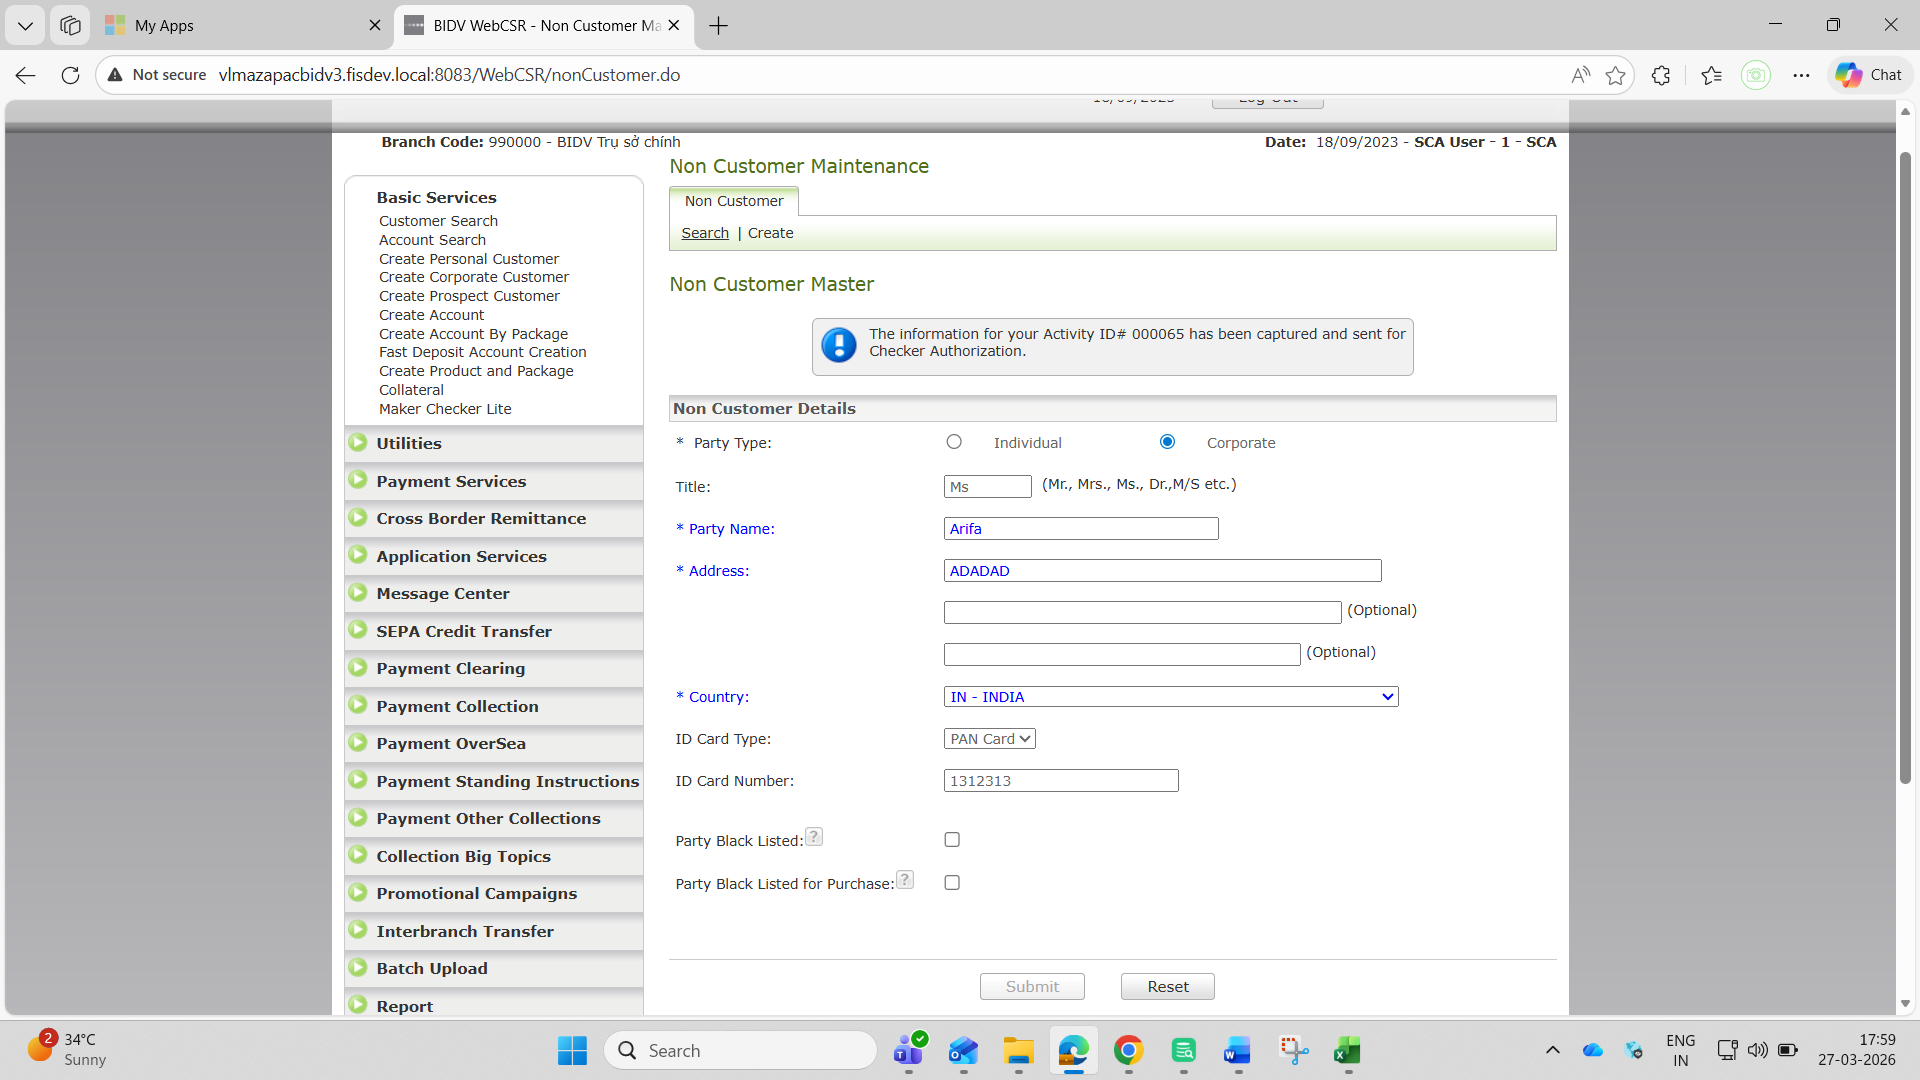 My Apps
BIDV WebCSR - Non Customer Ma
Not secure vlmazapacbidv3.fisdev.local:8083/WebCSR/nonCustomer.do
Chat
18/09/2023 Log Out
Branch Code: 990000 - BIDV Trụ sở chính
Date: 18/09/2023 - SCA User - 1 - SCA
Non Customer Maintenance
Non Customer
Search | Create
Basic Services
Customer Search
Account Search
Create Personal Customer
Create Corporate Customer
Create Prospect Customer
Create Account
Create Account By Package
Fast Deposit Account Creation
Create Product and Package
Collateral
Maker Checker Lite
Utilities
Payment Services
Cross Border Remittance
Application Services
Message Center
SEPA Credit Transfer
Payment Clearing
Payment Collection
Payment OverSea
Payment Standing Instructions
Payment Other Collections
Collection Big Topics
Promotional Campaigns
Interbranch Transfer
Batch Upload
Report
Non Customer Master
The information for your Activity ID# 000065 has been captured and sent for
Checker Authorization.
Non Customer Details
* Party Type: Individual Corporate
Title: Ms (Mr., Mrs., Ms., Dr.,M/S etc.)
* Party Name: Arifa
* Address: ADADAD
(Optional)
(Optional)
* Country: IN - INDIA
ID Card Type: PAN Card
ID Card Number: 1312313
Party Black Listed: ?
Party Black Listed for Purchase: ?
Submit Reset
2
34°C
Sunny
Search
ENG
IN
17:59
27-03-2026